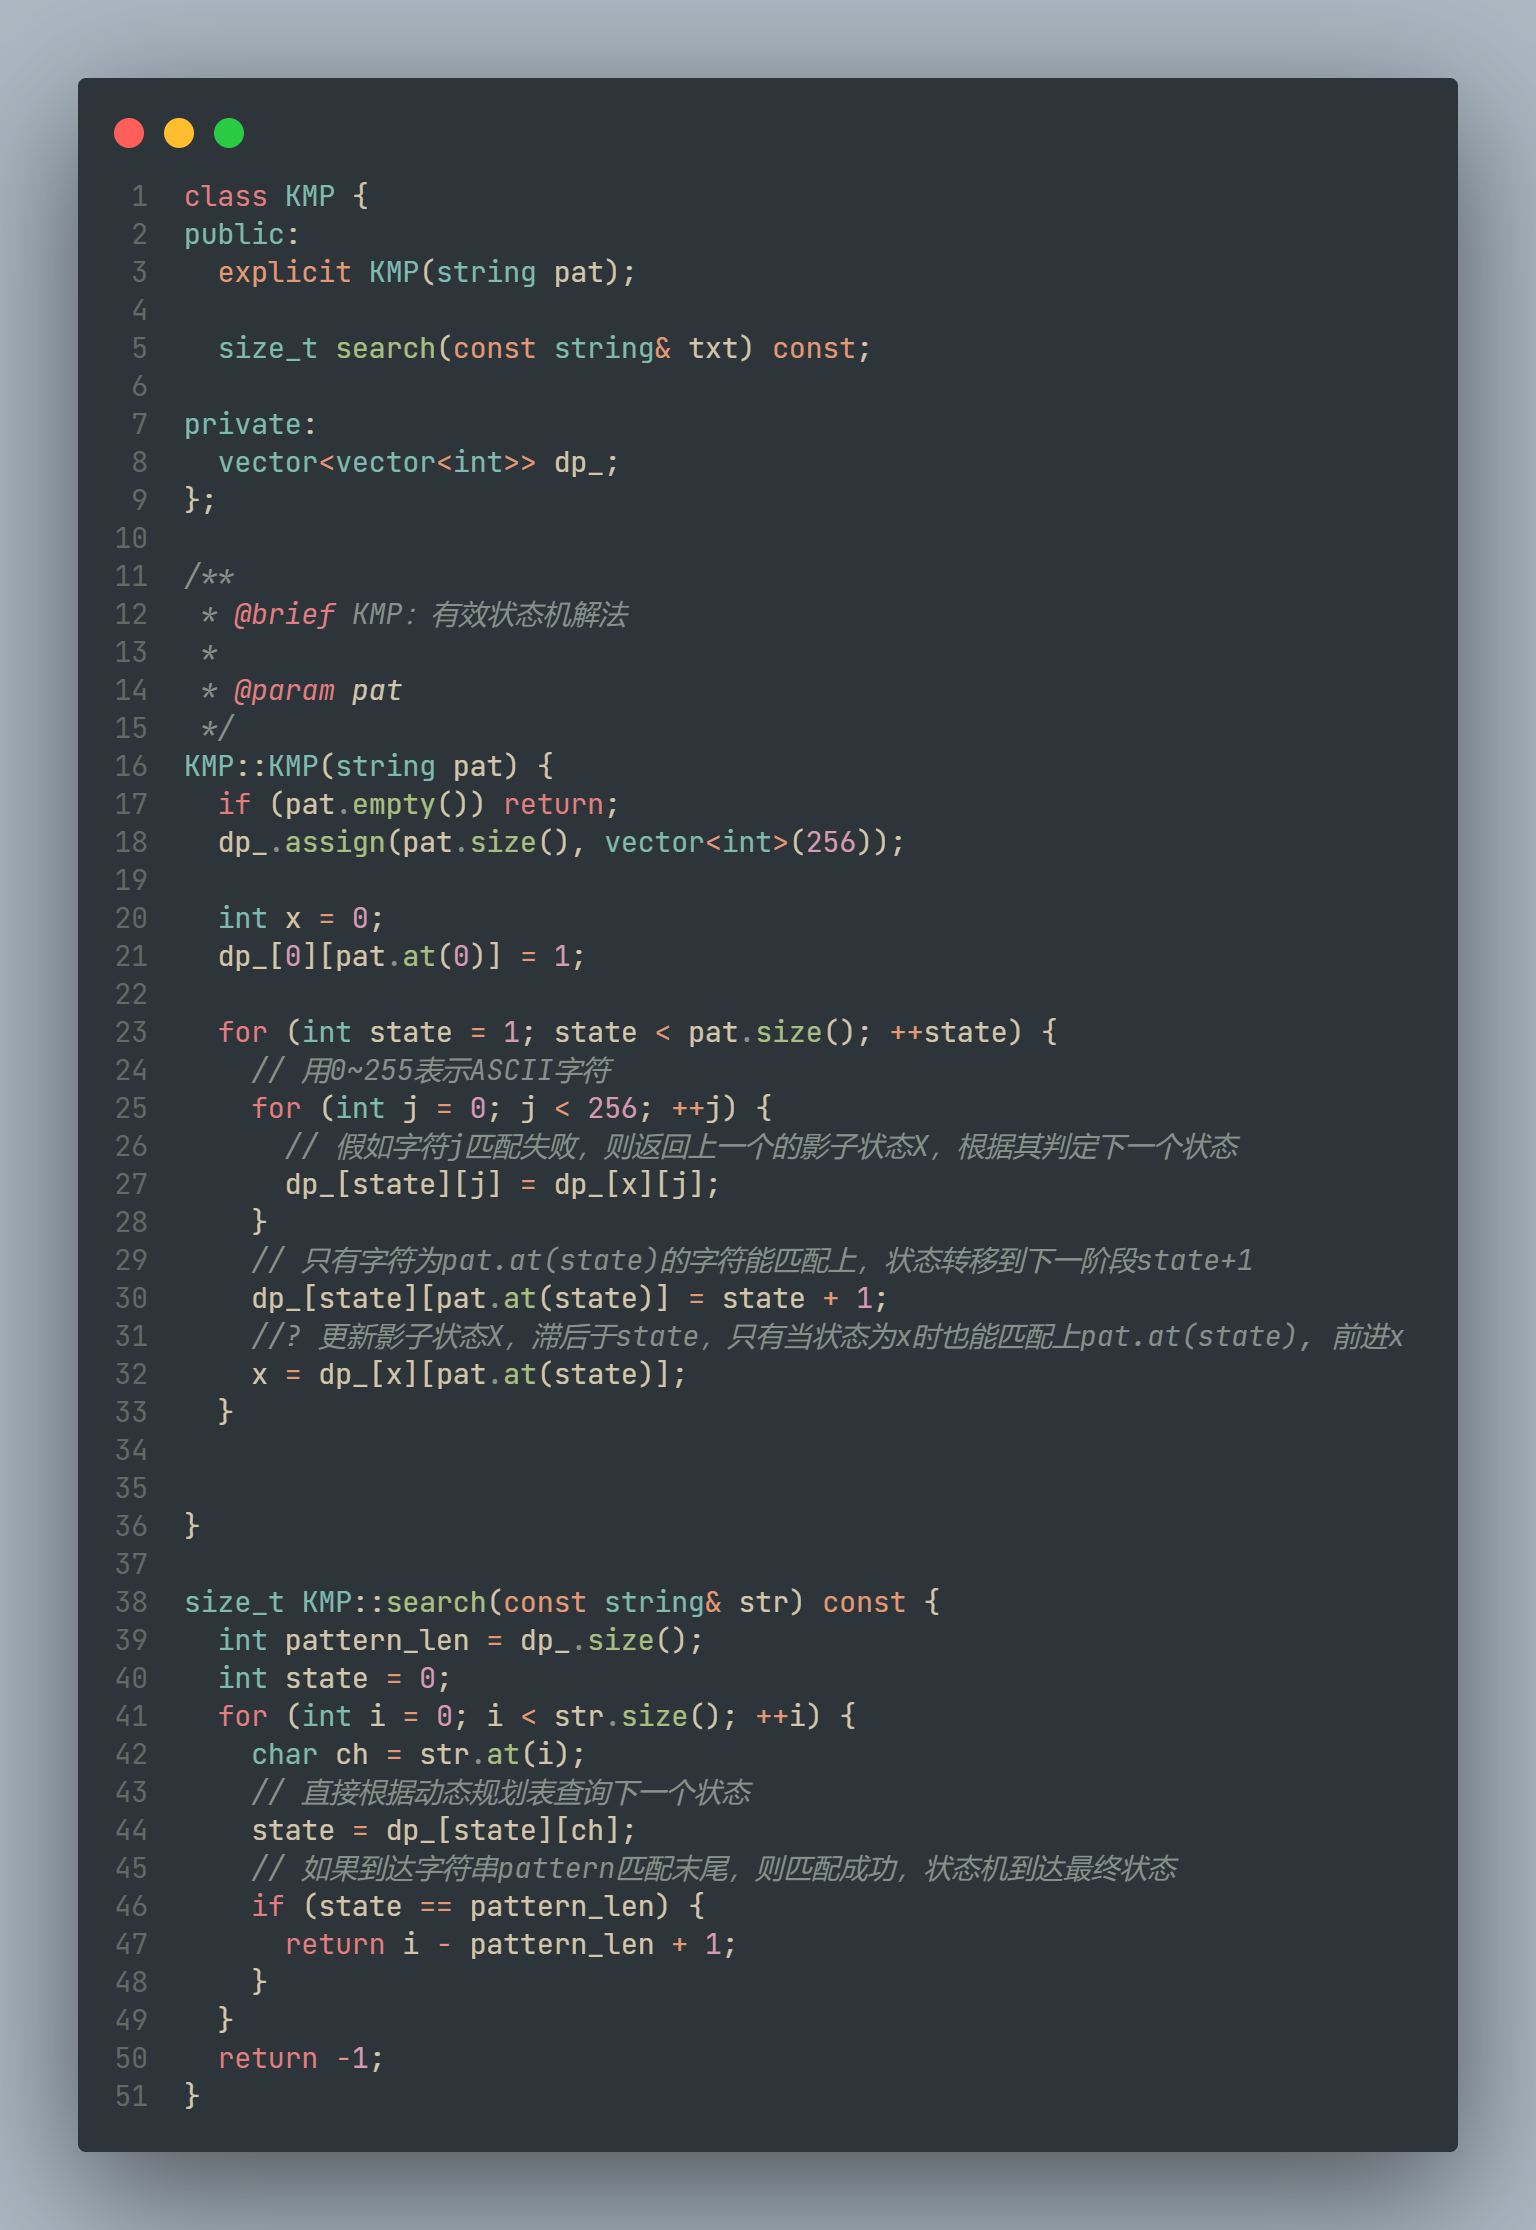 1 class KMP {
2 public:
3   explicit KMP(string pat);
4
5   size_t search(const string& txt) const;
6
7 private:
8   vector<vector<int>> dp_;
9 };
10
11 /**
12  * @brief KMP: 有效状态机解法
13  *
14  * @param pat
15  */
16 KMP::KMP(string pat) {
17   if (pat.empty()) return;
18   dp_.assign(pat.size(), vector<int>(256));
19
20   int x = 0;
21   dp_[0][pat.at(0)] = 1;
22
23   for (int state = 1; state < pat.size(); ++state) {
24     // 用0~255表示ASCII字符
25     for (int j = 0; j < 256; ++j) {
26       // 假如字符j匹配失败，则返回上一个的影子状态X，根据其判定下一个状态
27       dp_[state][j] = dp_[x][j];
28     }
29     // 只有字符为pat.at(state)的字符能匹配上，状态转移到下一阶段state+1
30     dp_[state][pat.at(state)] = state + 1;
31     //? 更新影子状态X，滞后于state，只有当状态为x时也能匹配上pat.at(state), 前进x
32     x = dp_[x][pat.at(state)];
33   }
34
35
36 }
37
38 size_t KMP::search(const string& str) const {
39   int pattern_len = dp_.size();
40   int state = 0;
41   for (int i = 0; i < str.size(); ++i) {
42     char ch = str.at(i);
43     // 直接根据动态规划表查询下一个状态
44     state = dp_[state][ch];
45     // 如果到达字符串pattern匹配末尾，则匹配成功，状态机到达最终状态
46     if (state == pattern_len) {
47       return i - pattern_len + 1;
48     }
49   }
50   return -1;
51 }